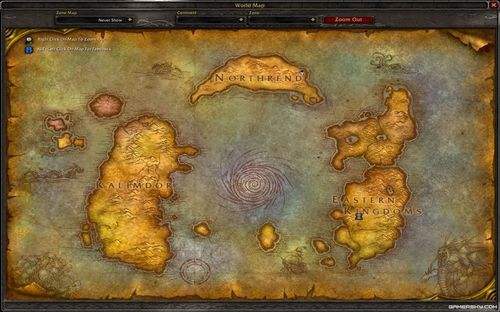 World Map
Zone Map
Continent
Zone
Never Show
Zoom Out
Right Click On Map To Zoom Out
NORTHREND
KALIMDOR
EASTERN
KINGDOMS
GAMERSKY.COM